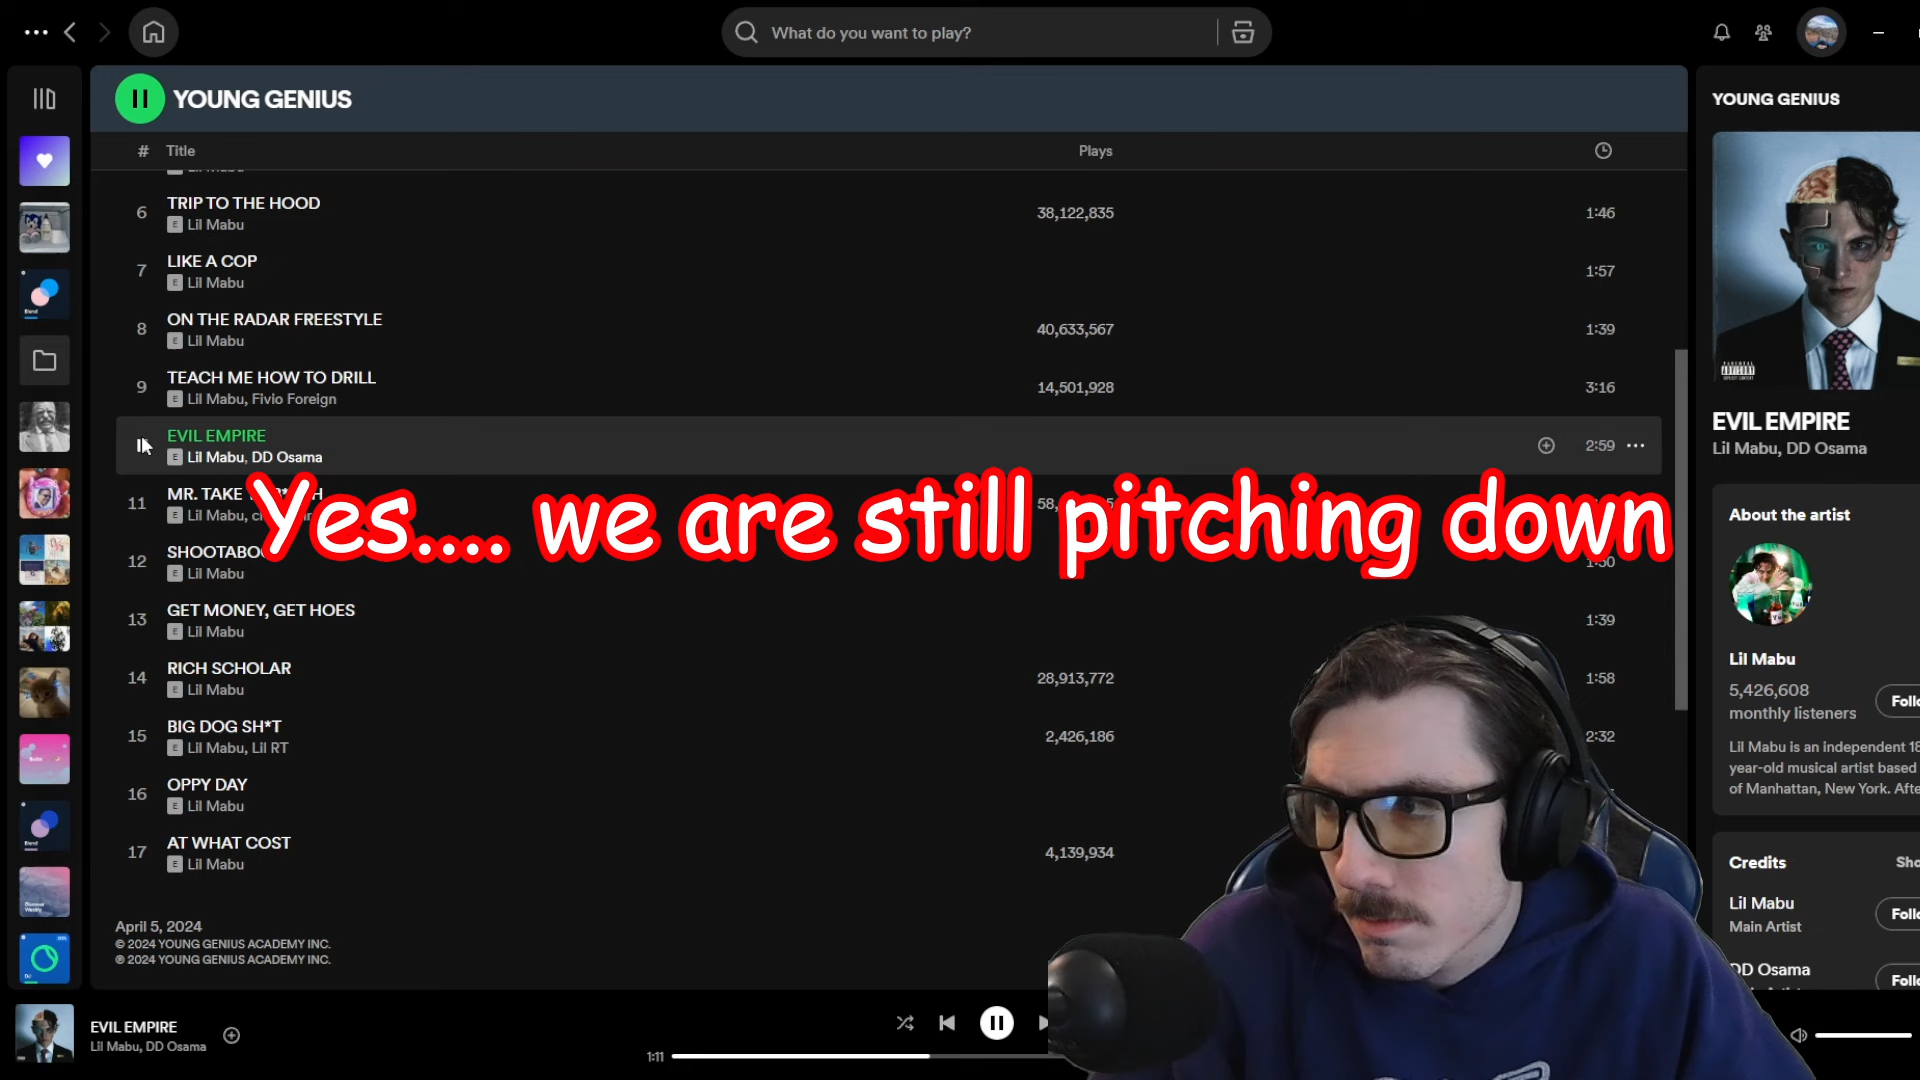 What do you want to play?
YOUNG GENIUS
# Title Plays
6 TRIP TO THE HOOD 38,122,835 1:46
E Lil Mabu
7 LIKE A COP 1:57
E Lil Mabu
8 ON THE RADAR FREESTYLE 40,633,567 1:39
E Lil Mabu
9 TEACH ME HOW TO DRILL 14,501,928 3:16
E Lil Mabu, Fivio Foreign
EVIL EMPIRE 2:59
E Lil Mabu, DD Osama
11 MR. TAKE
E Lil Mabu,
Yes.... we are still pitching down
12
E Lil Mabu
13 GET MONEY, GET HOES 1:39
E Lil Mabu
14 RICH SCHOLAR 28,913,772 1:58
E Lil Mabu
15 BIG DOG SH*T 2,426,186 2:32
E Lil Mabu, Lil RT
16 OPPY DAY
E Lil Mabu
17 AT WHAT COST 4,139,934
E Lil Mabu
April 5, 2024
© 2024 YOUNG GENIUS ACADEMY INC.
℗ 2024 YOUNG GENIUS ACADEMY INC.
YOUNG GENIUS
EVIL EMPIRE
Lil Mabu, DD Osama
About the artist
Lil Mabu
5,426,608
monthly listeners
Follo
Lil Mabu is an independent 18
year-old musical artist based
of Manhattan, New York. Afte
Credits Sho
Lil Mabu
Main Artist
Follo
DD Osama
Follo
EVIL EMPIRE
Lil Mabu, DD Osama
1:11